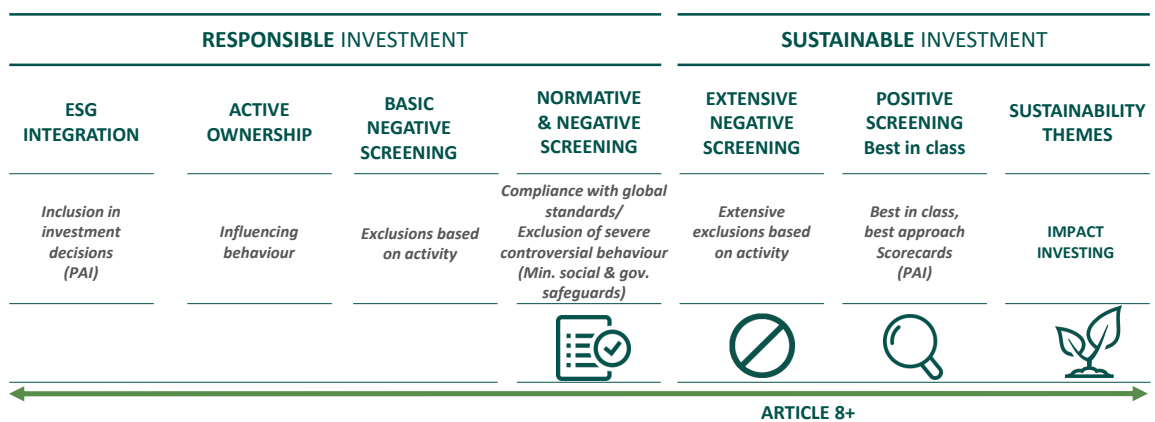 RESPONSIBLE INVESTMENT
SUSTAINABLE INVESTMENT
ESG
INTEGRATION
ACTIVE
OWNERSHIP
BASIC
NEGATIVE
SCREENING
NORMATIVE
& NEGATIVE
SCREENING
EXTENSIVE
NEGATIVE
SCREENING
POSITIVE
SCREENING
Best in class
SUSTAINABILITY
THEMES
Inclusion in
investment
decisions
(PAI)
Influencing
behaviour
Exclusions based
on activity
Compliance with global
standards/
Exclusion of severe
controversial behaviour
(Min. social & gov.
safeguards)
Extensive
exclusions based
on activity
Best in class,
best approach
Scorecards
(PAI)
IMPACT
INVESTING
ARTICLE 8+